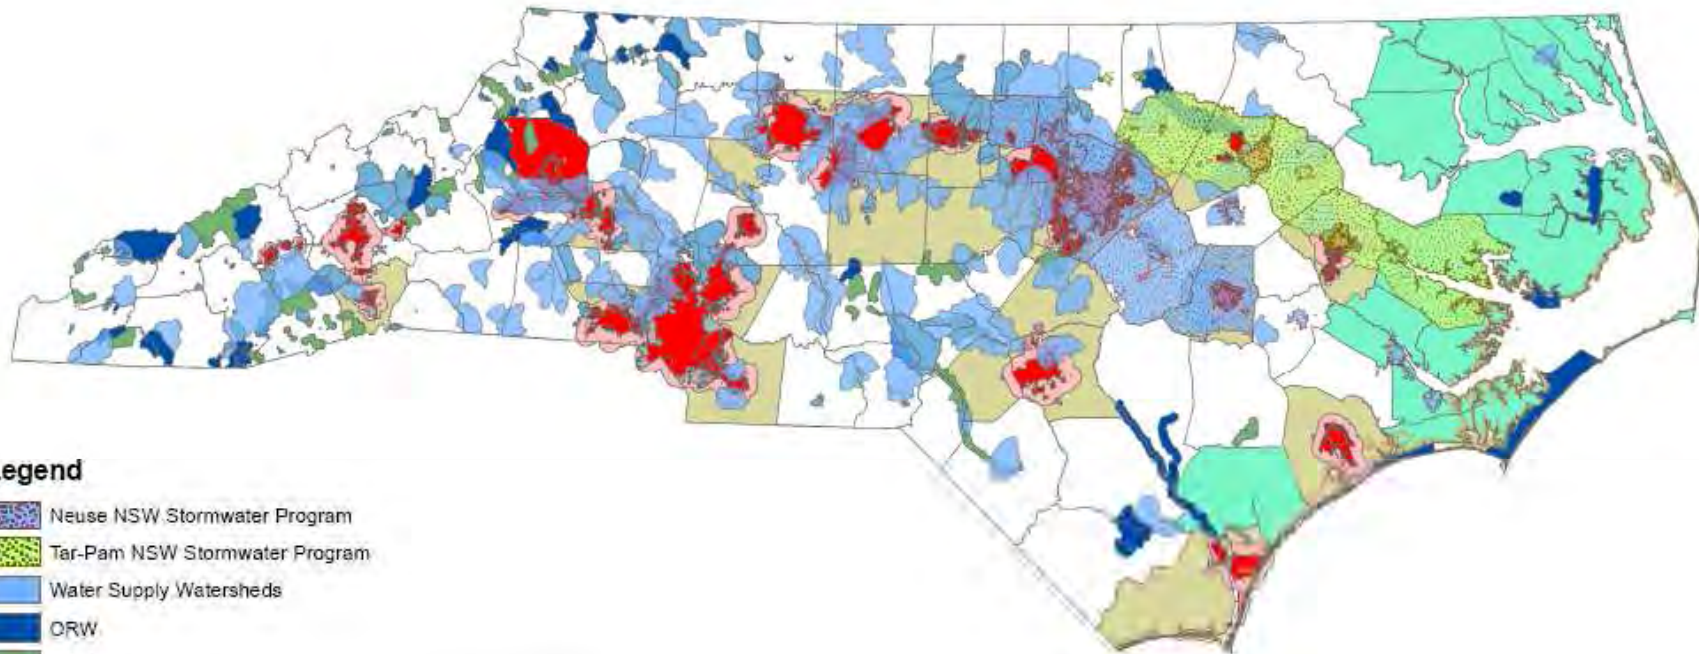 egend
Neuse NSW Stormwater Program
Tar-Pam NSW Stormwater Program
Water Supply Watersheds
ORW